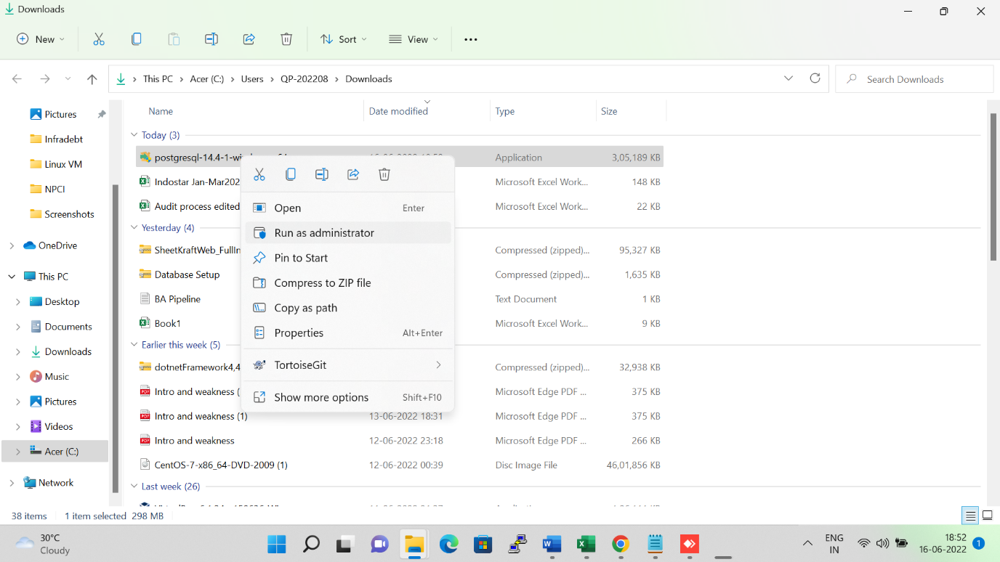 Downloads
New
Sort
View
This PC > Acer (C:) > Users > QP-202208 > Downloads
Search Downloads
Pictures
Infradebt
Linux VM
NPCI
Screenshots
OneDrive
This PC
Desktop
Documents
Downloads
Music
Pictures
Videos
Acer (C:)
Network
Name Date modified Type Size
Today (3)
postgresql-14.4-1- Application 3,05,189 KB
Indostar Jan-Mar202 Microsoft Excel Work... 148 KB
Audit process edited Microsoft Excel Work... 22 KB
Yesterday (4)
SheetKraftWeb_FullIn Compressed (zipped)... 95,327 KB
Database Setup Compressed (zipped)... 1,635 KB
BA Pipeline Text Document 1 KB
Book1 Microsoft Excel Work... 9 KB
Earlier this week (5)
dotnetFramework4,4 Compressed (zipped)... 32,938 KB
Intro and weakness ( Microsoft Edge PDF ... 375 KB
Intro and weakness (1) 13-06-2022 18:31 Microsoft Edge PDF ... 375 KB
Intro and weakness 12-06-2022 23:18 Microsoft Edge PDF ... 266 KB
CentOS-7-x86_64-DVD-2009 (1) 12-06-2022 00:39 Disc Image File 46,01,856 KB
Last week (26)
Open Enter
Run as administrator
Pin to Start
Compress to ZIP file
Copy as path
Properties Alt+Enter
TortoiseGit
Show more options Shift+F10
38 items 1 item selected 298 MB
30°C
Cloudy
ENG
IN
18:52
16-06-2022
1